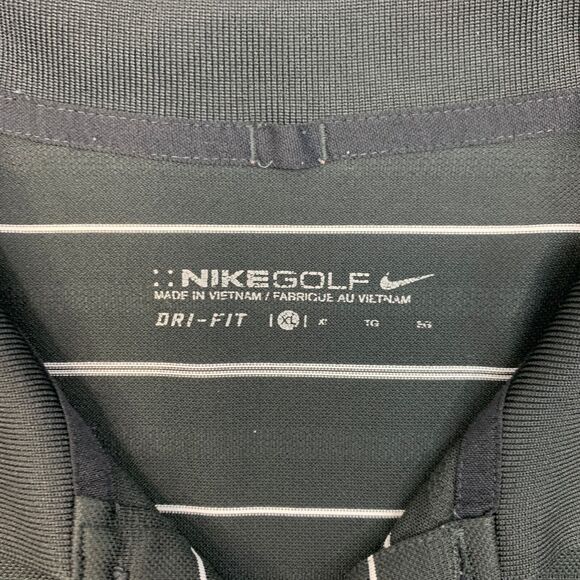 NIKEGOLF
MADE IN VIETNAM / FABRIQUE AU VIETNAM
DRI-FIT | XL | TG